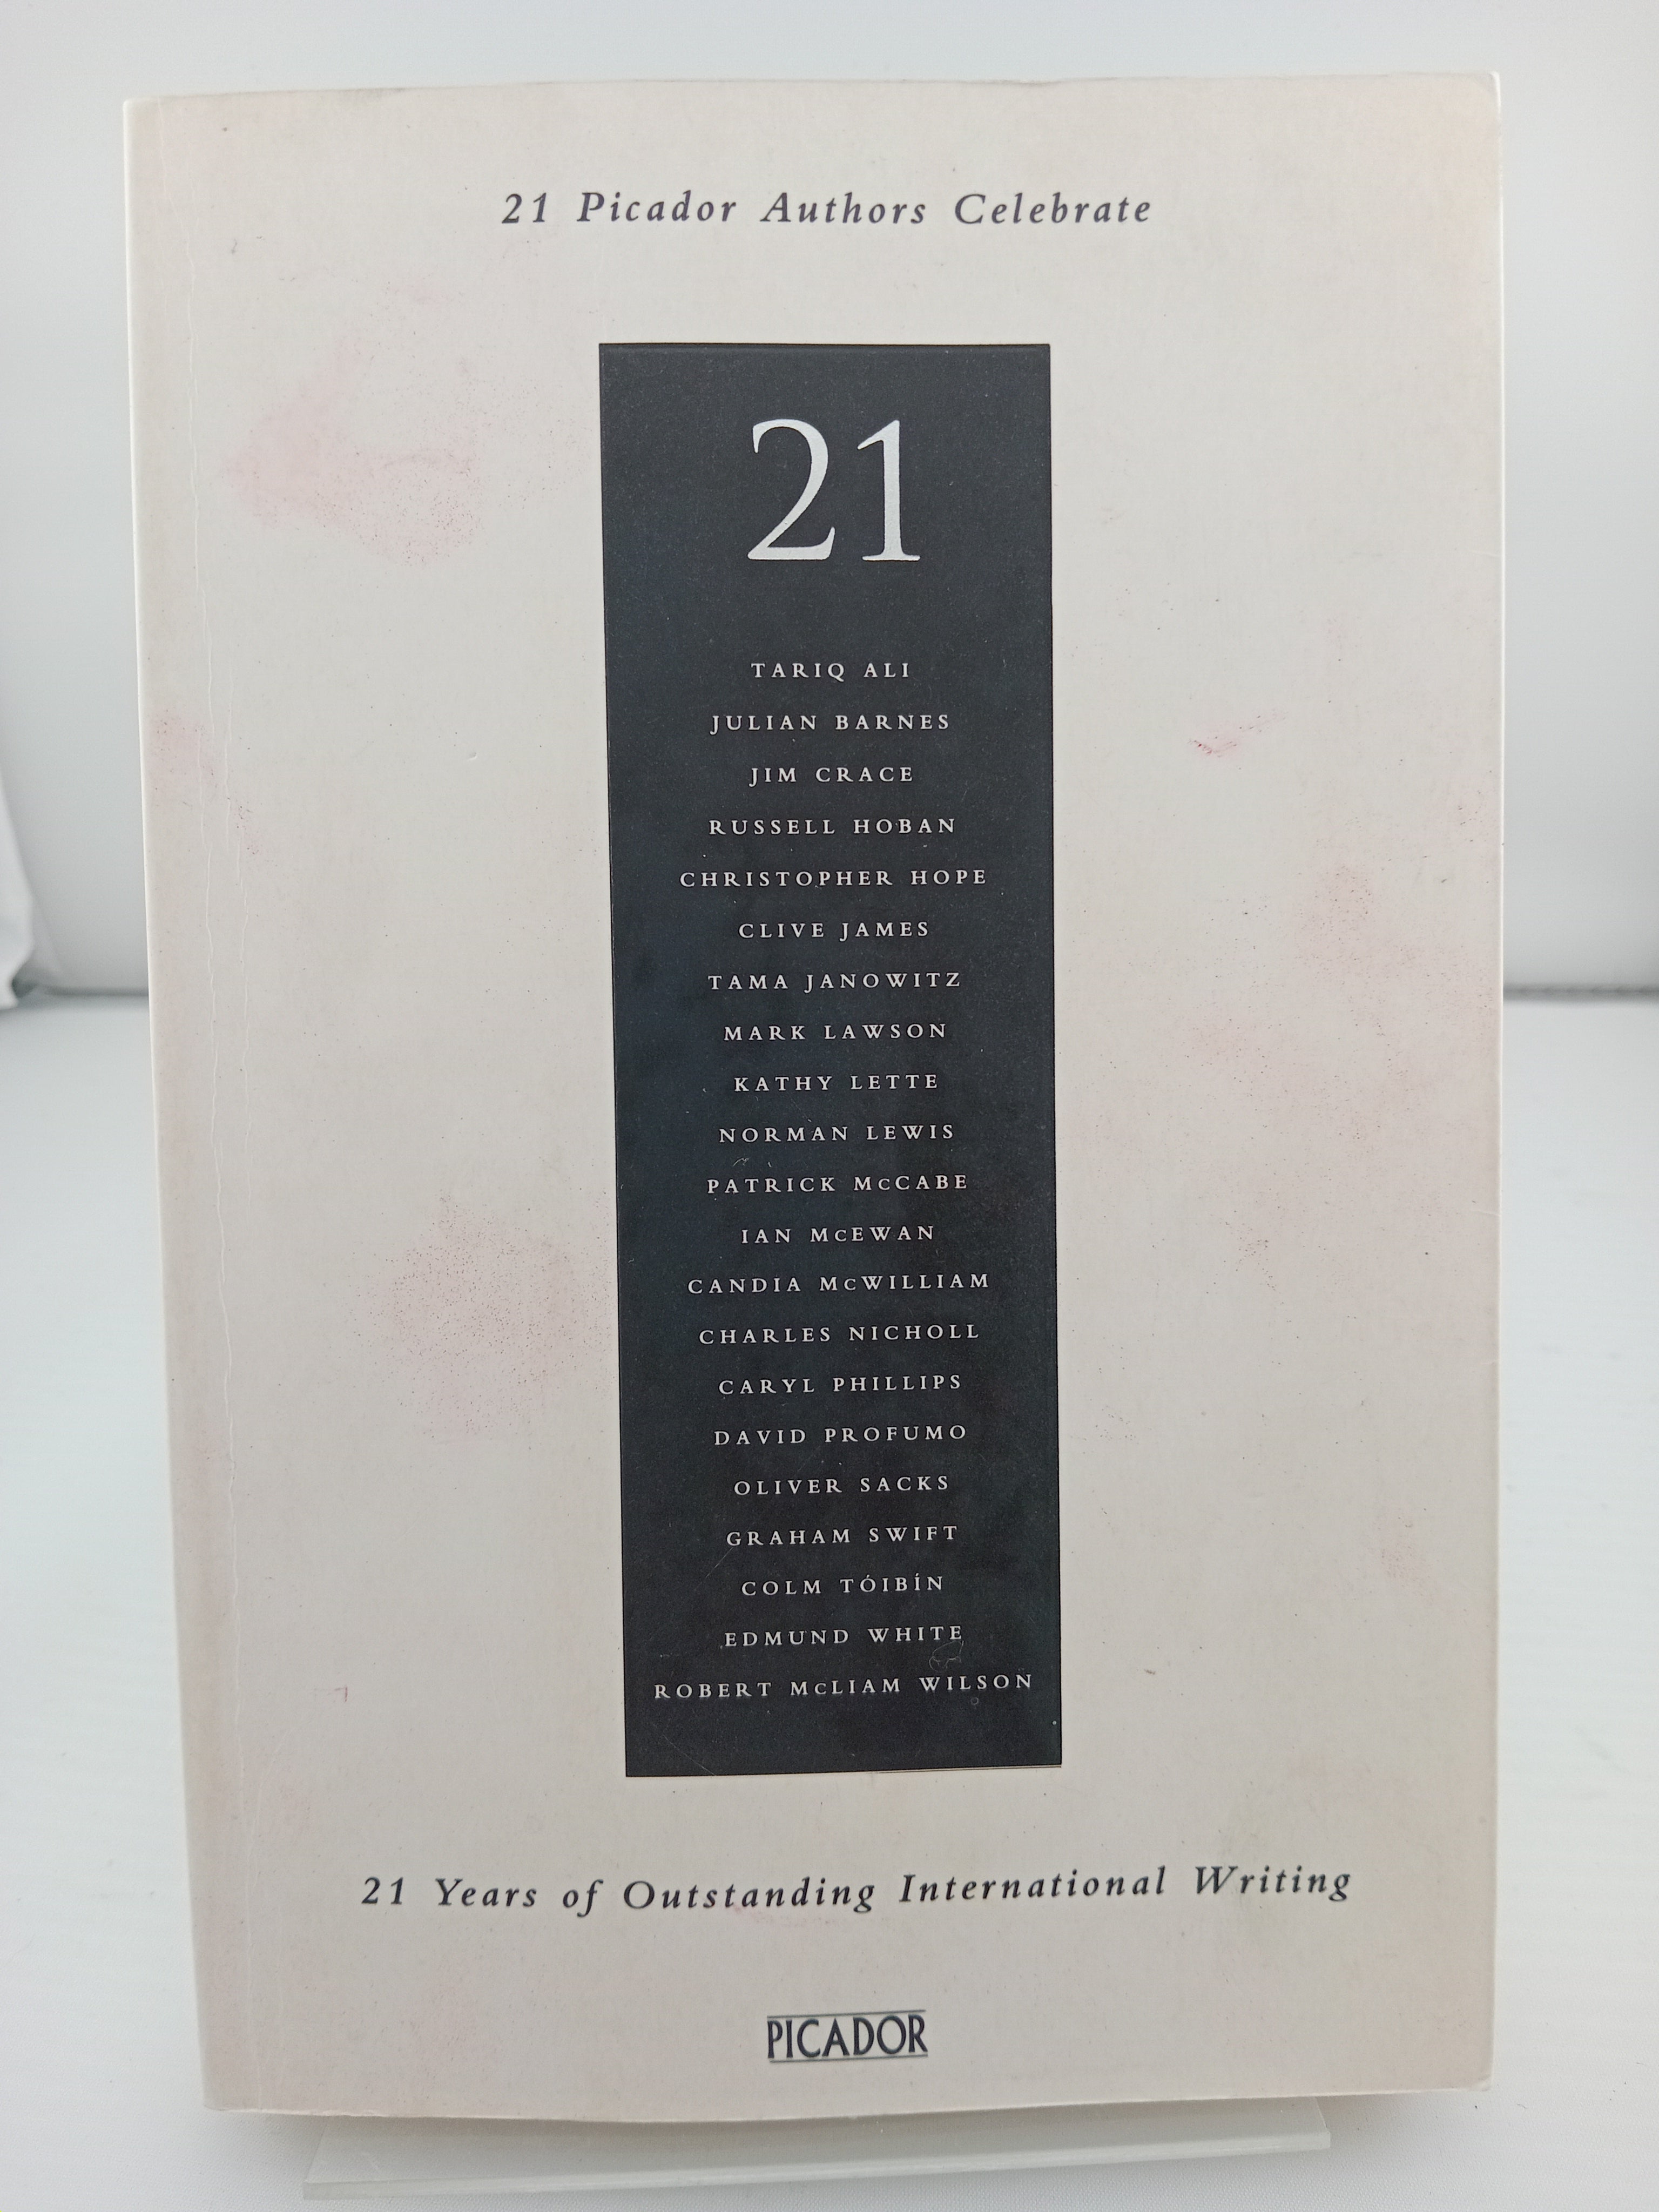 21 Picador Authors Celebrate
21
TARIQ ALI
JULIAN BARNES
JIM CRACE
RUSSELL HOBAN
CHRISTOPHER HOPE
CLIVE JAMES
TAMA JANOWITZ
MARK LAWSON
KATHY LETTE
NORMAN LEWIS
PATRICK McCABE
IAN McEWAN
CANDIA McWILLIAM
CHARLES NICHOLL
CARYL PHILLIPS
DAVID PROFUMO
OLIVER SACKS
GRAHAM SWIFT
COLM TÓIBÍN
EDMUND WHITE
ROBERT McLIAM WILSON
21 Years of Outstanding International Writing
PICADOR